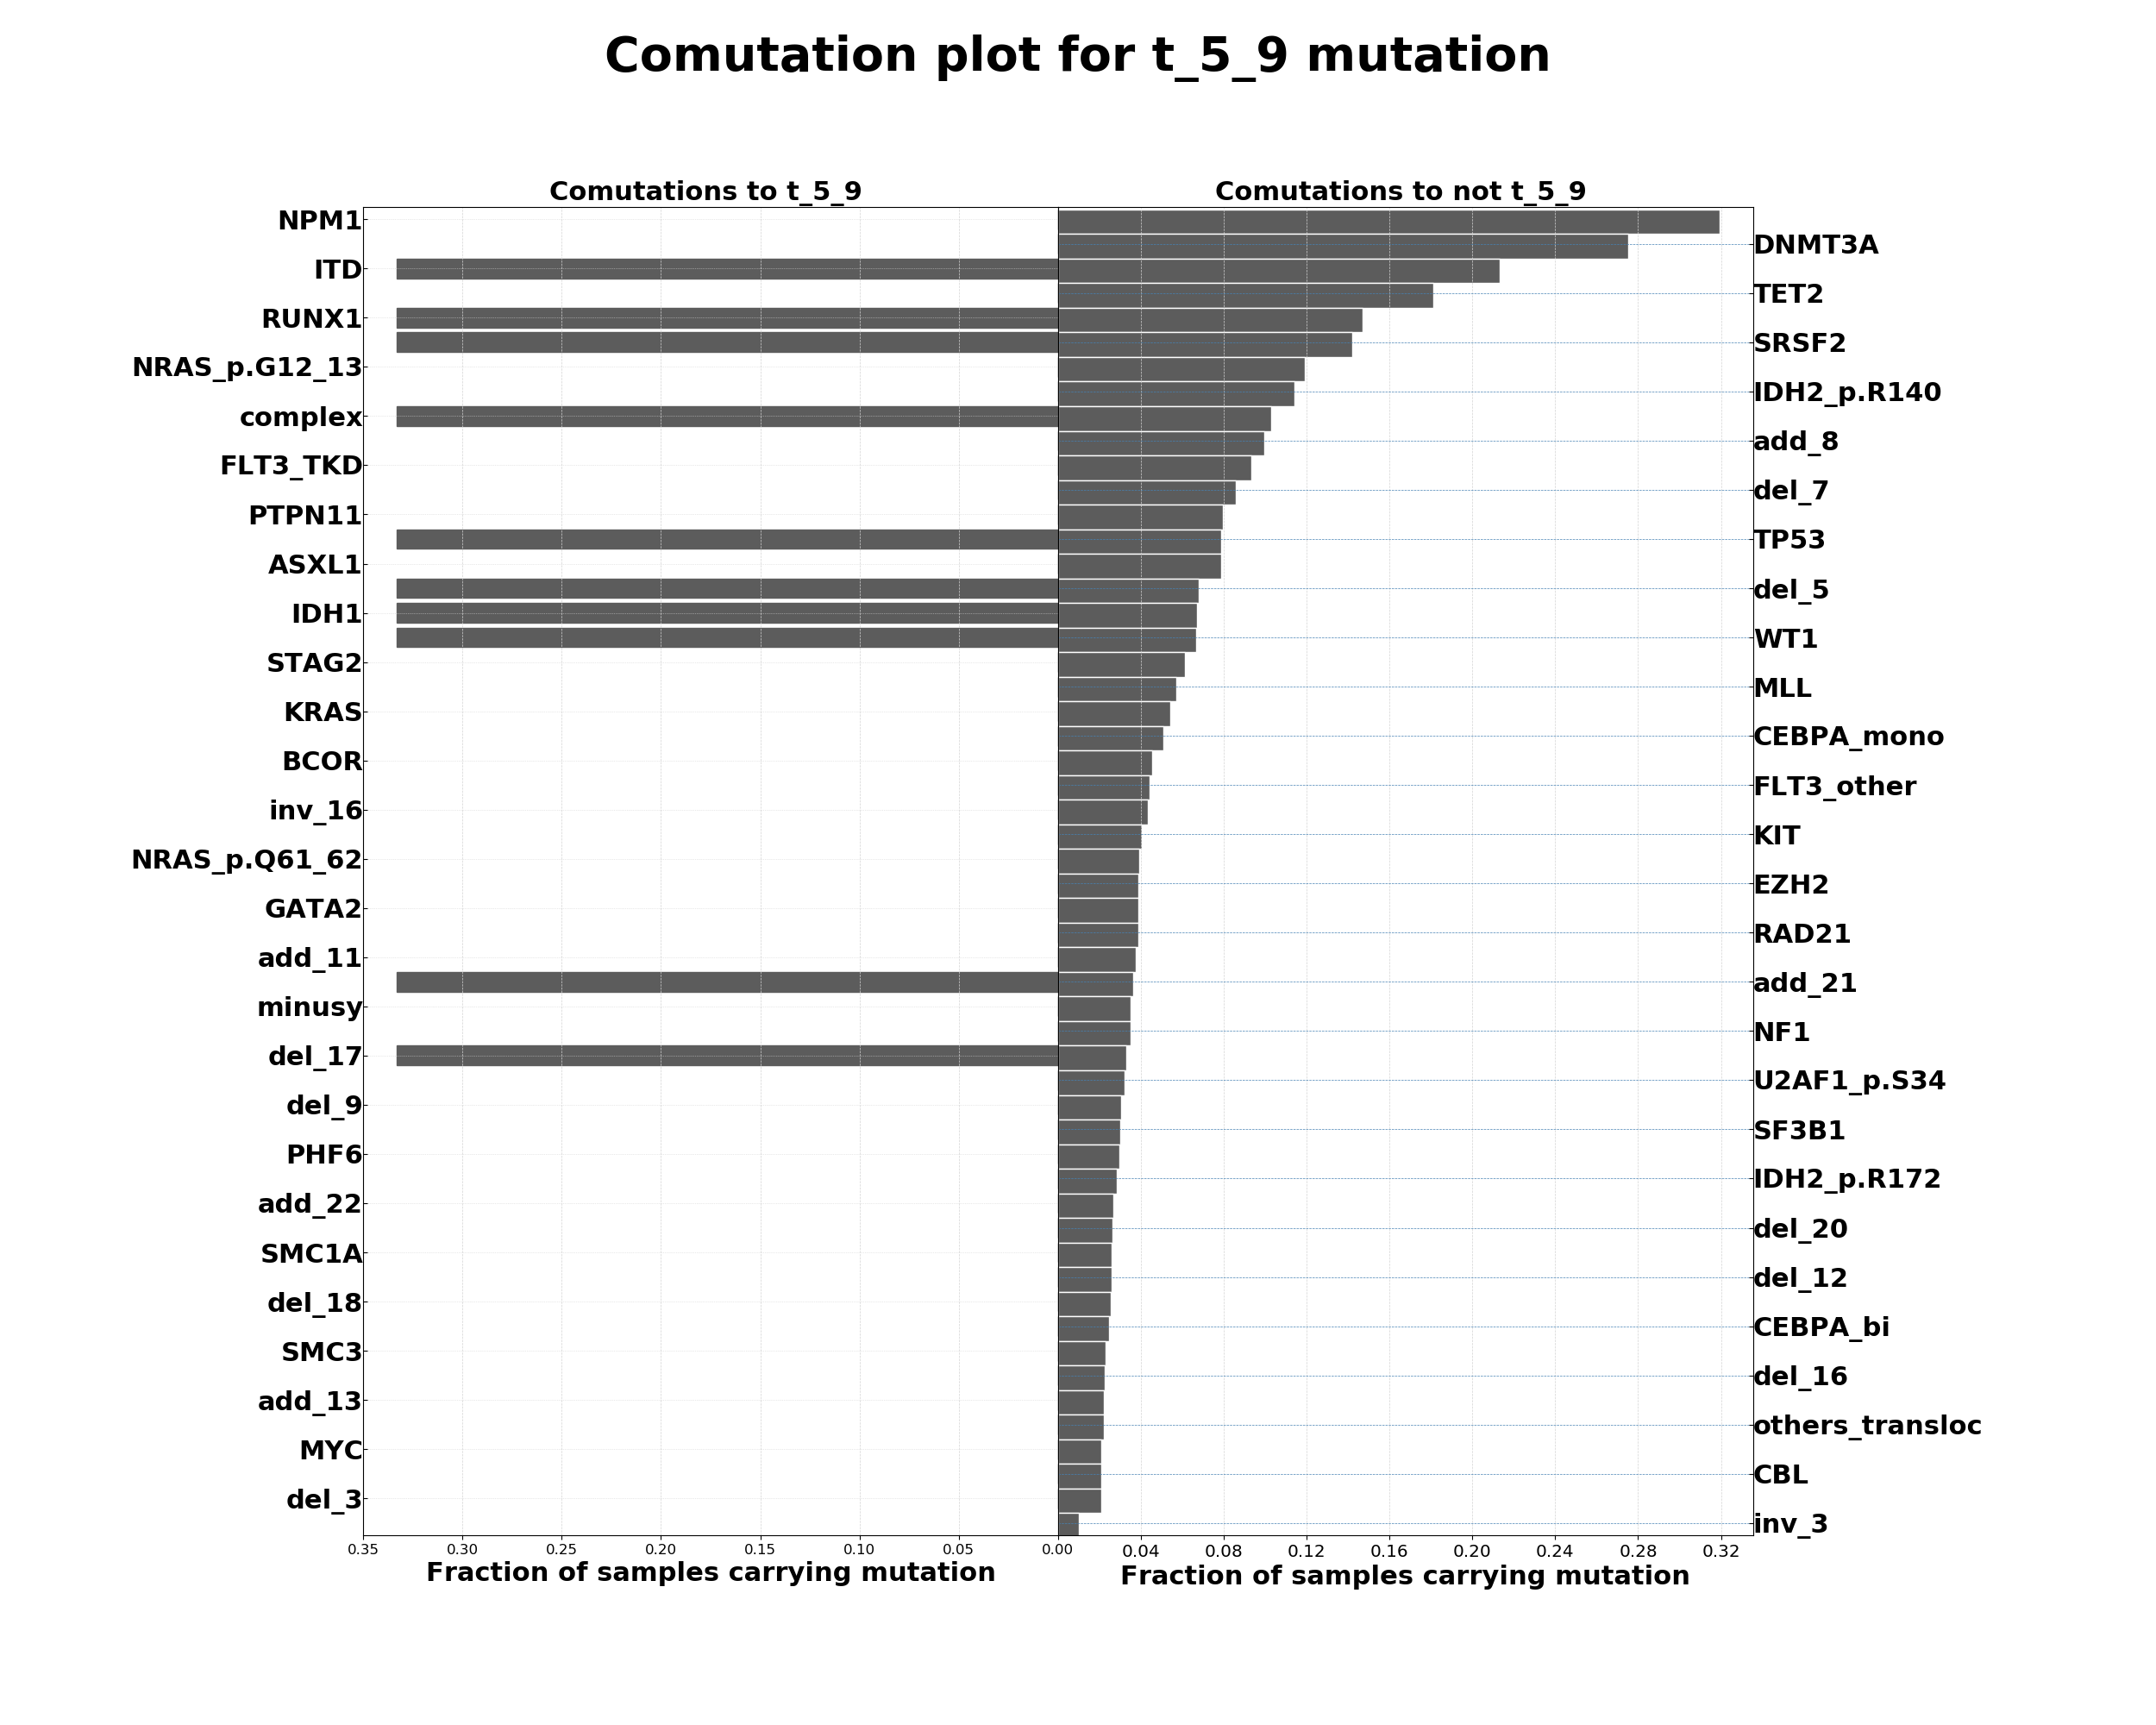 Comutation plot for t_5_9 mutation
Comutations to t_5_9
Comutations to not t_5_9
NPM1
DNMT3A
ITD
TET2
RUNX1
SRSF2
NRAS_p.G12_13
IDH2_p.R140
complex
add_8
FLT3_TKD
del_7
PTPN11
TP53
ASXL1
del_5
IDH1
WT1
STAG2
MLL
KRAS
CEBPA_mono
BCOR
FLT3_other
inv_16
KIT
NRAS_p.Q61_62
EZH2
GATA2
RAD21
add_11
add_21
minusy
NF1
del_17
U2AF1_p.S34
del_9
SF3B1
PHF6
IDH2_p.R172
add_22
del_20
SMC1A
del_12
del_18
CEBPA_bi
SMC3
del_16
add_13
others_transloc
MYC
CBL
del_3
inv_3
0.35 0.30 0.25 0.20 0.15 0.10 0.05 0.00 0.04 0.08 0.12 0.16 0.20 0.24 0.28 0.32
Fraction of samples carrying mutation
Fraction of samples carrying mutation